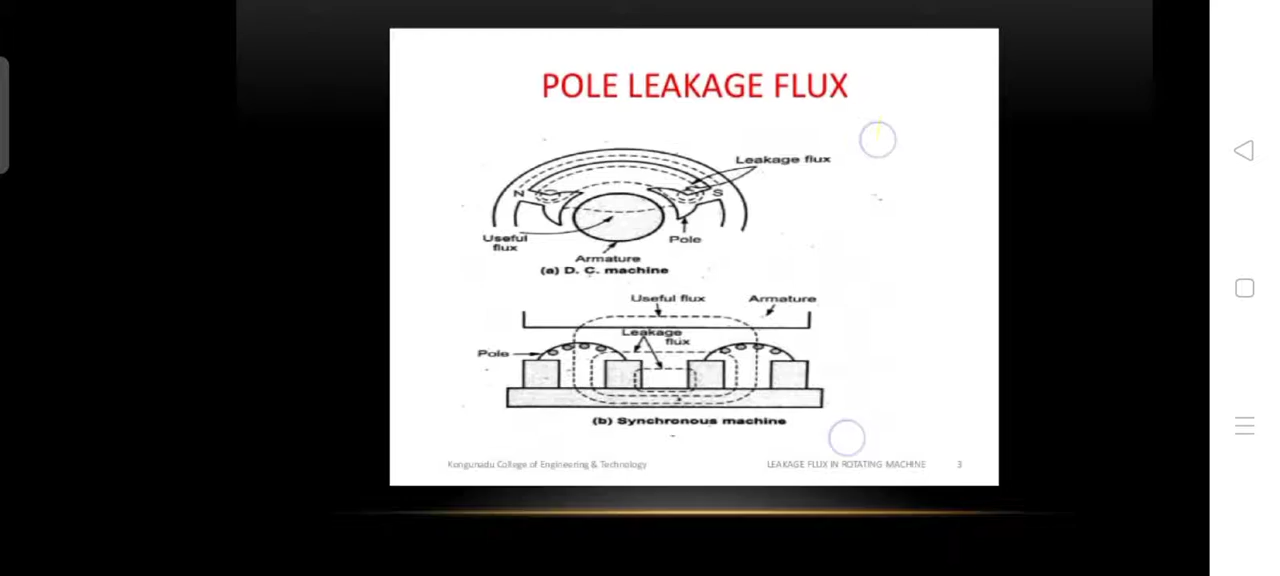 POLE LEAKAGE FLUX
Leakage flux
N
S
Useful
flux
Pole
Armature
(a) D. C. machine
Useful flux
Armature
Leakage
flux
Pole
(b) Synchronous machine
Kongunadu College of Engineering & Technology
LEAKAGE FLUX IN ROTATING MACHINE
3